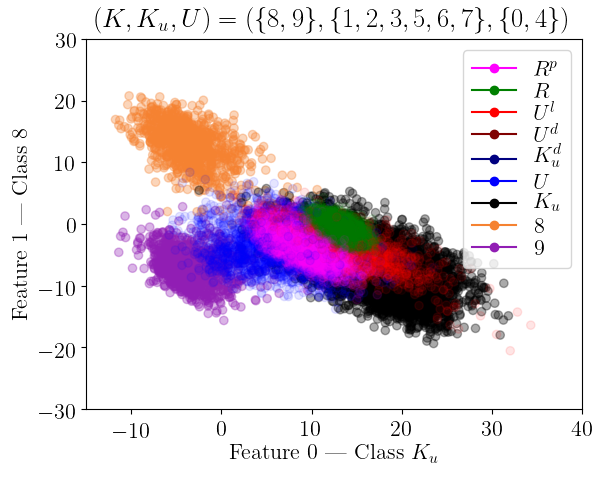 (K, K_u, U) = ({8, 9}, {1, 2, 3, 5, 6, 7}, {0, 4})
30
20
10
0
−10
−20
−30
Feature 1 — Class 8
R^p
R
U^l
U^d
K_u^d
U
K_u
8
9
−10
0
10
20
30
40
Feature 0 — Class K_u